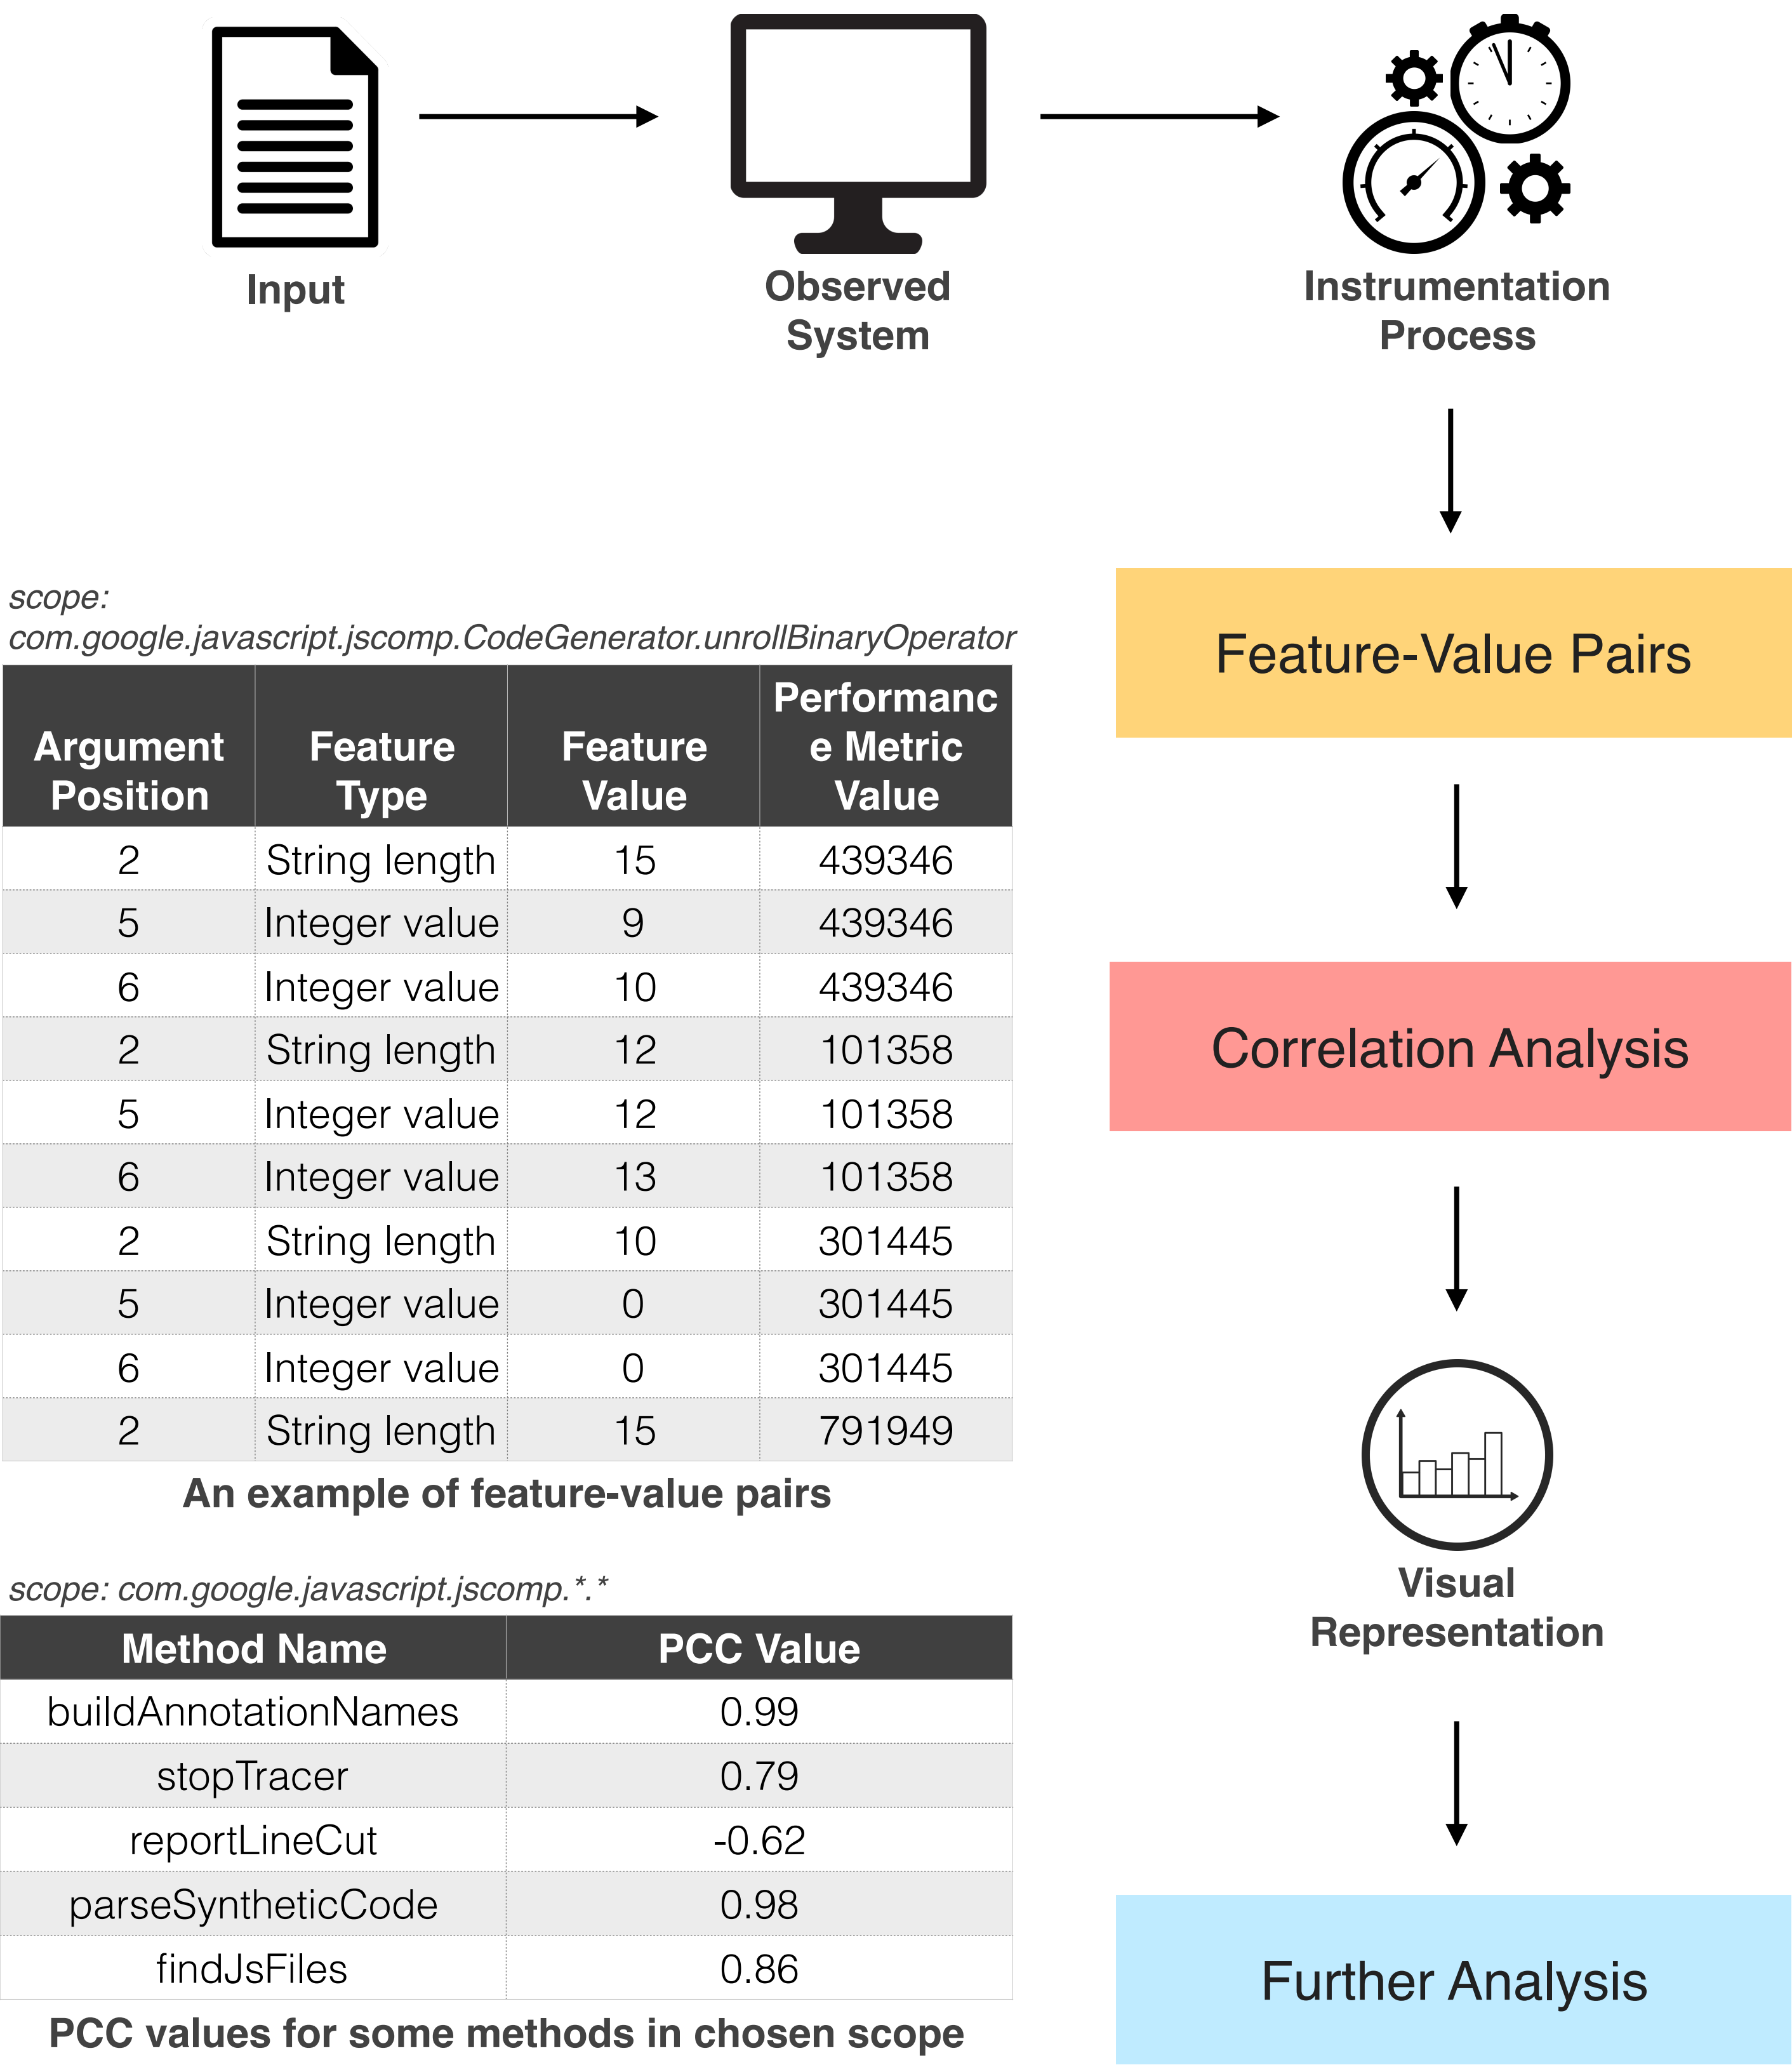 Input
Observed
System
Instrumentation
Process
Feature-Value Pairs
Correlation Analysis
Visual
Representation
Further Analysis
scope:
com.google.javascript.jscomp.CodeGenerator.unrollBinaryOperator
Argument Position Feature Type Feature Value Performanc e Metric Value
2 String length 15 439346
5 Integer value 9 439346
6 Integer value 10 439346
2 String length 12 101358
5 Integer value 12 101358
6 Integer value 13 101358
2 String length 10 301445
5 Integer value 0 301445
6 Integer value 0 301445
2 String length 15 791949
An example of feature-value pairs
scope: com.google.javascript.jscomp.*.*
Method Name PCC Value
buildAnnotationNames 0.99
stopTracer 0.79
reportLineCut -0.62
parseSyntheticCode 0.98
findJsFiles 0.86
PCC values for some methods in chosen scope